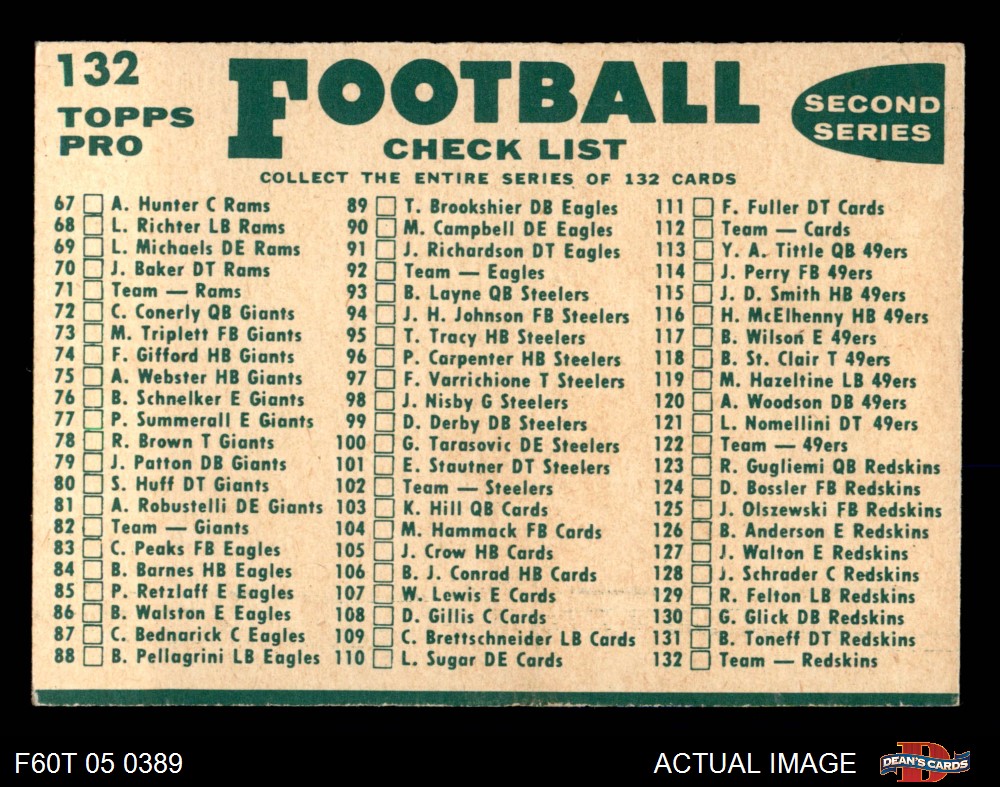 132
TOPPS
PRO
FOOTBALL
CHECK LIST
SECOND
SERIES
COLLECT THE ENTIRE SERIES OF 132 CARDS
67 A. Hunter C Rams
68 L. Richter LB Rams
69 L. Michaels DE Rams
70 J. Baker DT Rams
71 Team — Rams
72 C. Conerly QB Giants
73 M. Triplett FB Giants
74 F. Gifford HB Giants
75 A. Webster HB Giants
76 B. Schnelker E Giants
77 P. Summerall E Giants
78 R. Brown T Giants
79 J. Patton DB Giants
80 S. Huff DT Giants
81 A. Robustelli DE Giants
82 Team — Giants
83 C. Peaks FB Eagles
84 B. Barnes HB Eagles
85 P. Retzlaff E Eagles
86 B. Walston E Eagles
87 C. Bednarick C Eagles
88 B. Pellagrini LB Eagles
89 T. Brookshier DB Eagles
90 M. Campbell DE Eagles
91 J. Richardson DT Eagles
92 Team — Eagles
93 B. Layne QB Steelers
94 J. H. Johnson FB Steelers
95 T. Tracy HB Steelers
96 P. Carpenter HB Steelers
97 F. Varrichione T Steelers
98 J. Nisby G Steelers
99 D. Derby DB Steelers
100 G. Tarasovic DE Steelers
101 E. Stautner DT Steelers
102 Team — Steelers
103 K. Hill QB Cards
104 M. Hammack FB Cards
105 J. Crow HB Cards
106 B. J. Conrad HB Cards
107 W. Lewis E Cards
108 D. Gillis C Cards
109 C. Brettschneider LB Cards
110 L. Sugar DE Cards
111 F. Fuller DT Cards
112 Team — Cards
113 Y. A. Tittle QB 49ers
114 J. Perry FB 49ers
115 J. D. Smith HB 49ers
116 H. McElhenny HB 49ers
117 B. Wilson E 49ers
118 B. St. Clair T 49ers
119 M. Hazeltine LB 49ers
120 A. Woodson DB 49ers
121 L. Nomellini DT 49ers
122 Team — 49ers
123 R. Gugliemi QB Redskins
124 D. Bossler FB Redskins
125 J. Olszewski FB Redskins
126 B. Anderson E Redskins
127 J. Walton E Redskins
128 J. Schrader C Redskins
129 R. Felton LB Redskins
130 G. Glick DB Redskins
131 B. Toneff DT Redskins
132 Team — Redskins
F60T 05 0389
ACTUAL IMAGE
DEAN'S CARDS